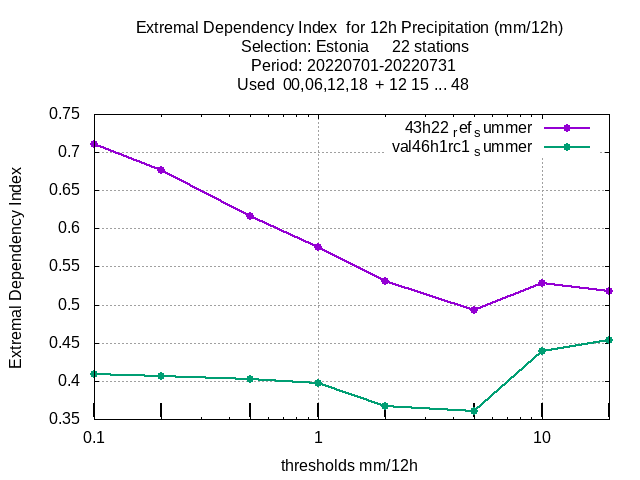 Extremal Dependency Index  for 12h Precipitation (mm/12h)
Selection: Estonia     22 stations
Period: 20220701-20220731
Used  00,06,12,18  + 12 15 ... 48
43h22 ref summer
val46h1rc1 summer
0.75
0.7
0.65
0.6
0.55
0.5
0.45
0.4
0.35
Extremal Dependency Index
0.1
1
10
thresholds mm/12h